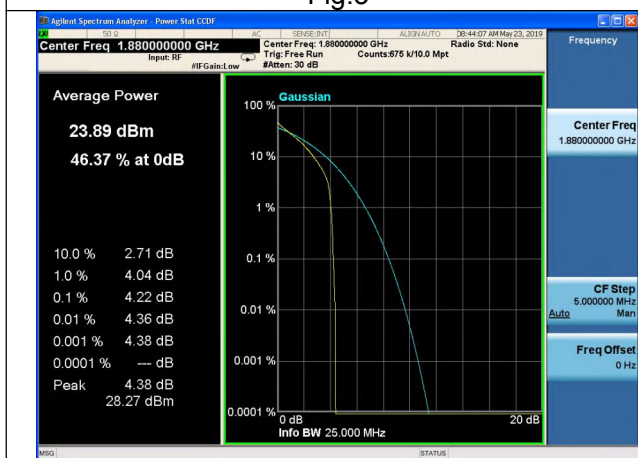 Agilent Spectrum Analyzer - Power Stat CCDF
50 Ω AC SENSE:INT ALIGN AUTO 08:44:07 AM May 23, 2019
Center Freq 1.880000000 GHz
Input: RF
#IFGain:Low
Center Freq: 1.880000000 GHz
Trig: Free Run
Counts:675 k/10.0 Mpt
#Atten: 30 dB
Radio Std: None
Average Power
23.89 dBm
46.37 % at 0dB
10.0 % 2.71 dB
1.0 % 4.04 dB
0.1 % 4.22 dB
0.01 % 4.36 dB
0.001 % 4.38 dB
0.0001 % --- dB
Peak 4.38 dB
28.27 dBm
100 % Gaussian
10 %
1 %
0.1 %
0.01 %
0.001 %
0.0001 %
0 dB 20 dB
Info BW 25.000 MHz
Frequency
Center Freq
1.880000000 GHz
CF Step
5.000000 MHz
Auto Man
Freq Offset
0 Hz
MSG STATUS